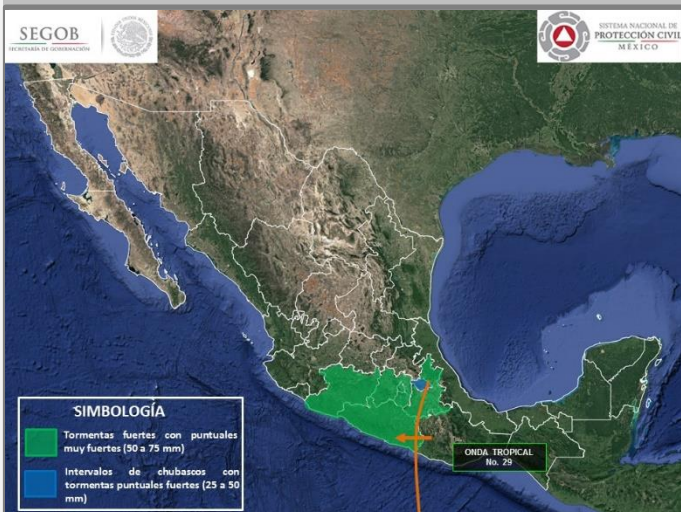 SEGOB
SECRETARÍA DE GOBERNACIÓN
SISTEMA NACIONAL DE
PROTECCIÓN CIVIL
MÉXICO
SIMBOLOGÍA
Tormentas fuertes con puntuales
muy fuertes (50 a 75 mm)
Intervalos de chubascos con
tormentas puntuales fuertes (25 a 50
mm)
ONDA TROPICAL
No. 29